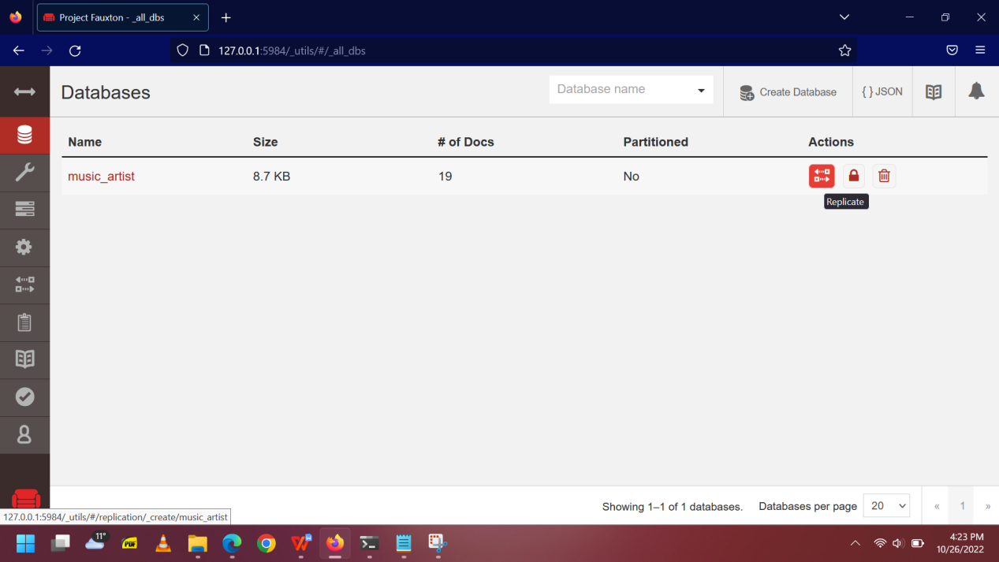 Project Fauxton - _all_dbs
127.0.0.1:5984/_utils/#/_all_dbs
Databases
Database name
Create Database
{ } JSON
Name Size # of Docs Partitioned Actions
music_artist 8.7 KB 19 No
Replicate
Showing 1–1 of 1 databases. Databases per page 20 « 1 »
127.0.0.1:5984/_utils/#/replication/_create/music_artist
11°
PDF
W
4:23 PM
10/26/2022